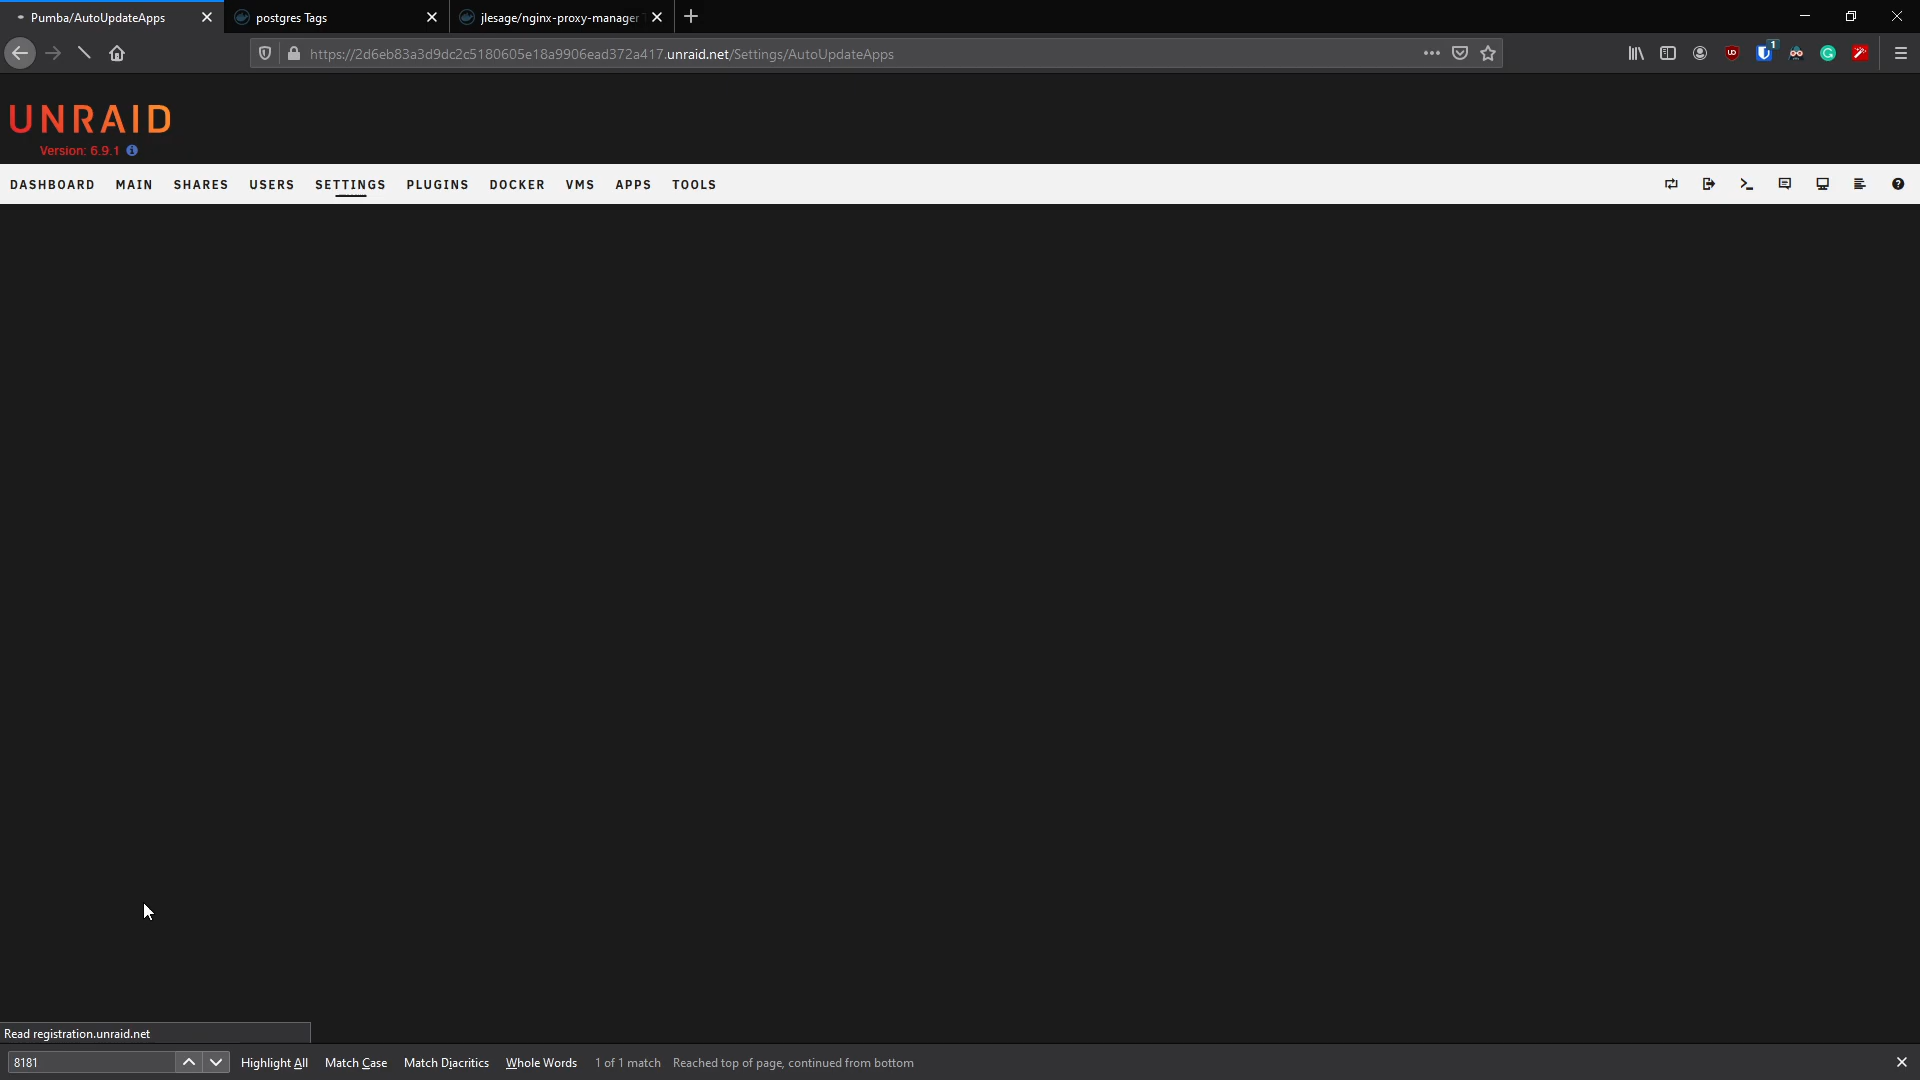 Pumba/AutoUpdateApps
postgres Tags
jlesage/nginx-proxy-manager
https://2d6eb83a3d9dc2c5180605e18a9906ead372a417.unraid.net/Settings/AutoUpdateApps
1
UNRAID
Version: 6.9.1
DASHBOARD MAIN SHARES USERS SETTINGS PLUGINS DOCKER VMS APPS TOOLS
Read registration.unraid.net
8181 Highlight All Match Case Match Diacritics Whole Words 1 of 1 match Reached top of page, continued from bottom